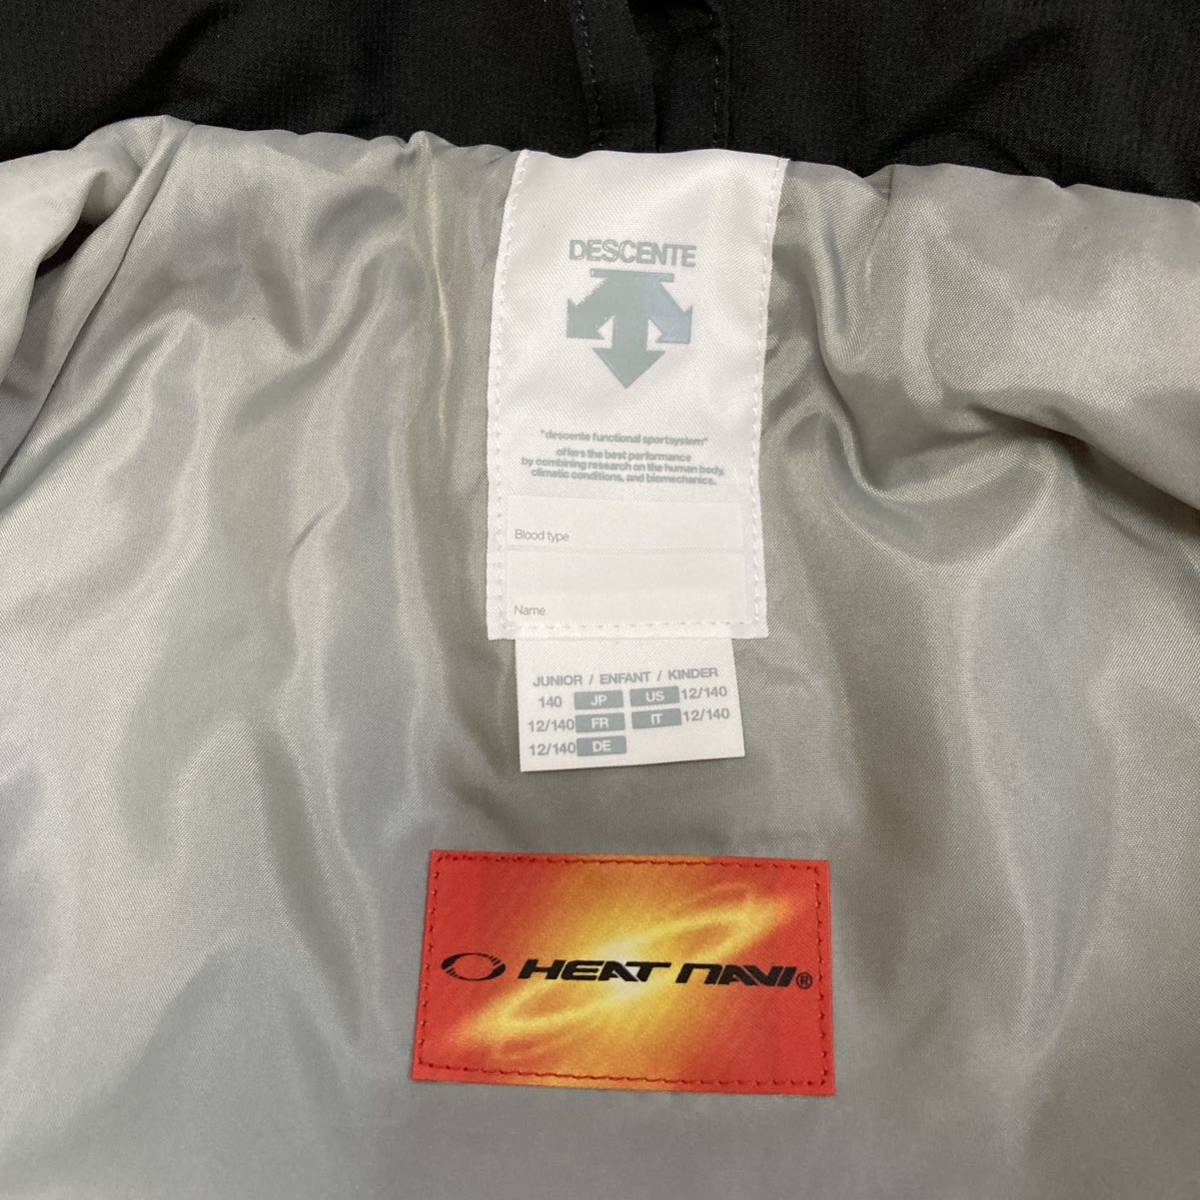 DESCENTE
"descente functional sportsystem"
offers the best performance
by combining research on the human body,
climatic conditions, and biomechanics.
Blood type
Name
JUNIOR / ENFANT / KINDER
140 JP US 12/140
12/140 FR IT 12/140
12/140 DE
HEAT NAVI®